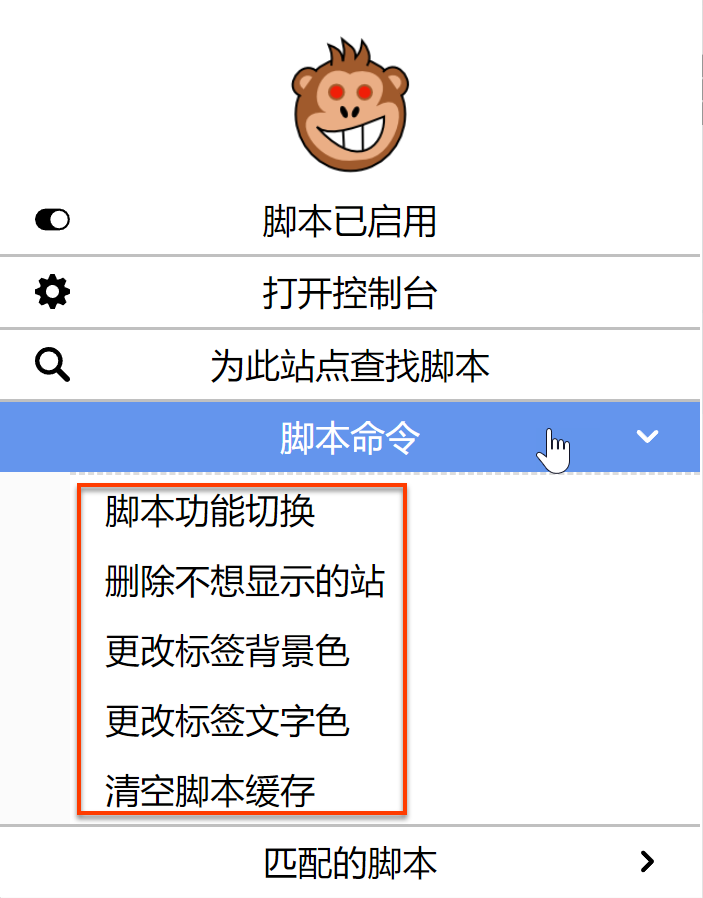 脚本已启用
打开控制台
为此站点查找脚本
脚本命令
脚本功能切换
删除不想显示的站
更改标签背景色
更改标签文字色
清空脚本缓存
匹配的脚本